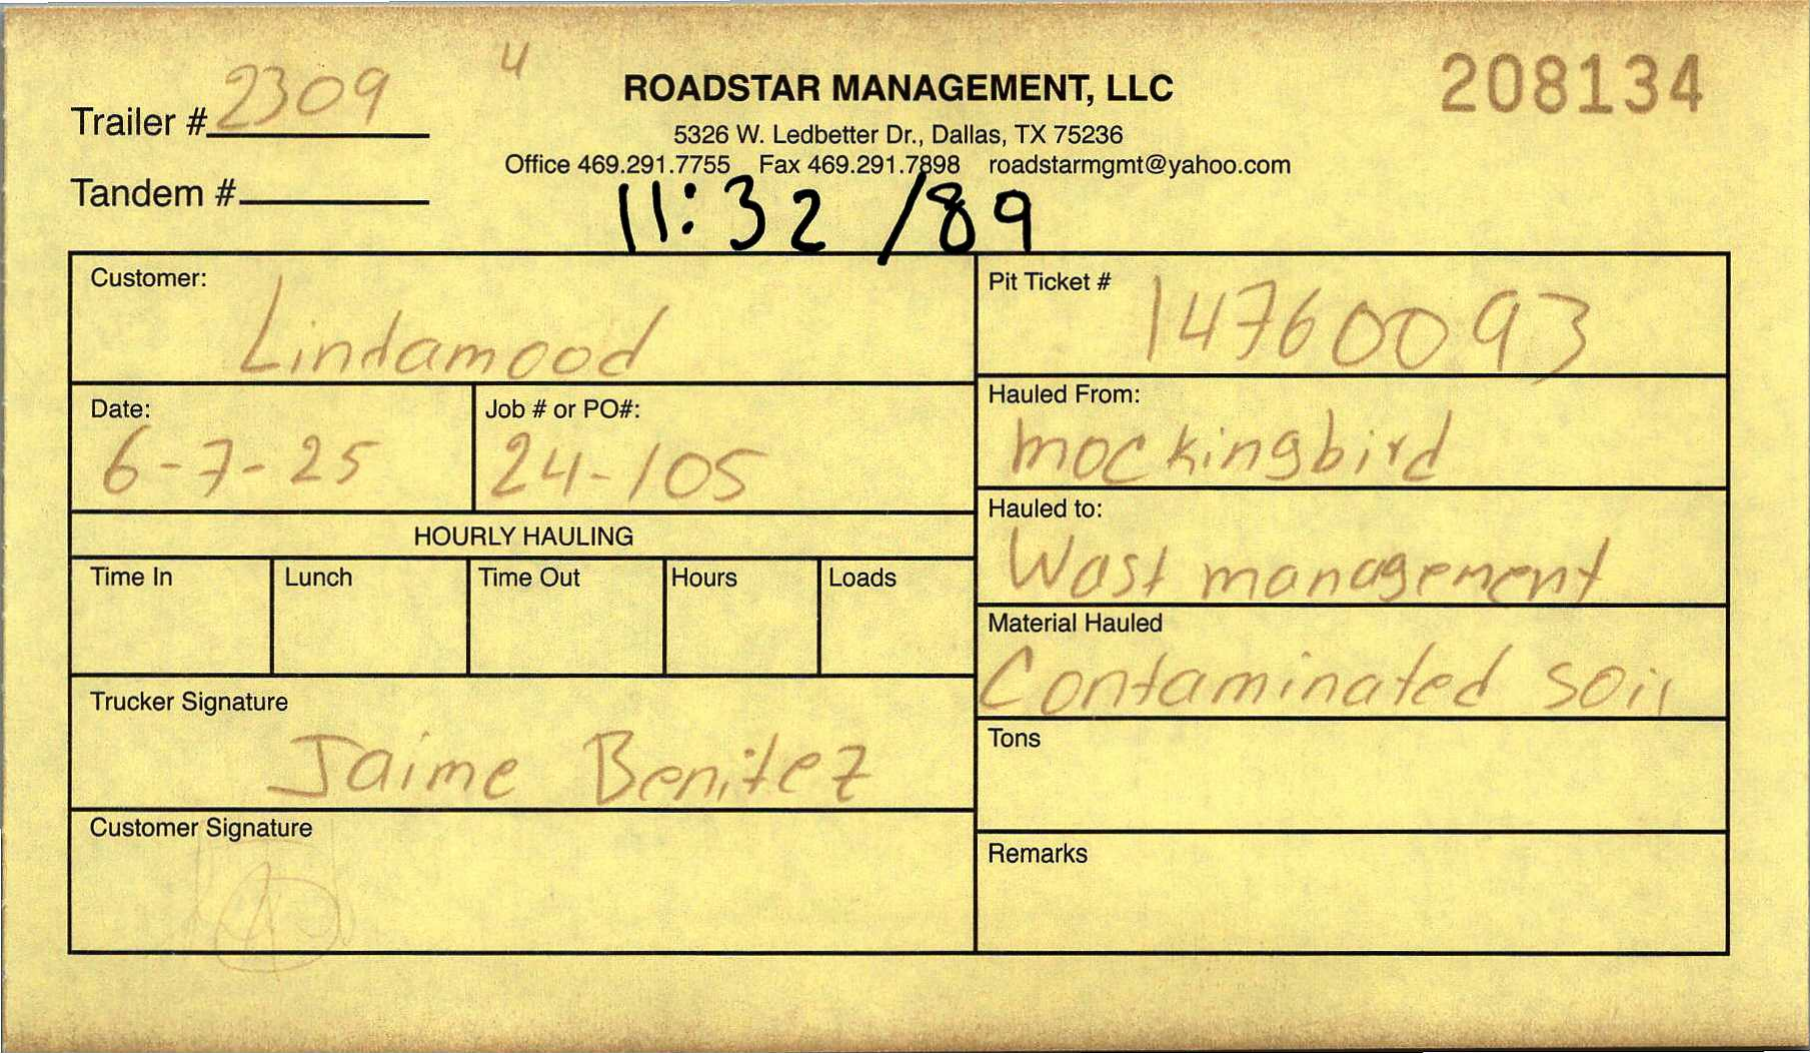 Trailer # 2309
4
ROADSTAR MANAGEMENT, LLC
208134
5326 W. Ledbetter Dr., Dallas, TX 75236
Office 469.291.7755 Fax 469.291.7898 roadstarmgmt@yahoo.com
Tandem #
11:32 /89
Customer:
Lindamood
Date:
6-7-25
Job # or PO#:
24-105
HOURLY HAULING
Time In
Lunch
Time Out
Hours
Loads
Trucker Signature
Jaime Benitez
Customer Signature
Pit Ticket #
14760093
Hauled From:
mockingbird
Hauled to:
Wast management
Material Hauled
Contaminated soil
Tons
Remarks